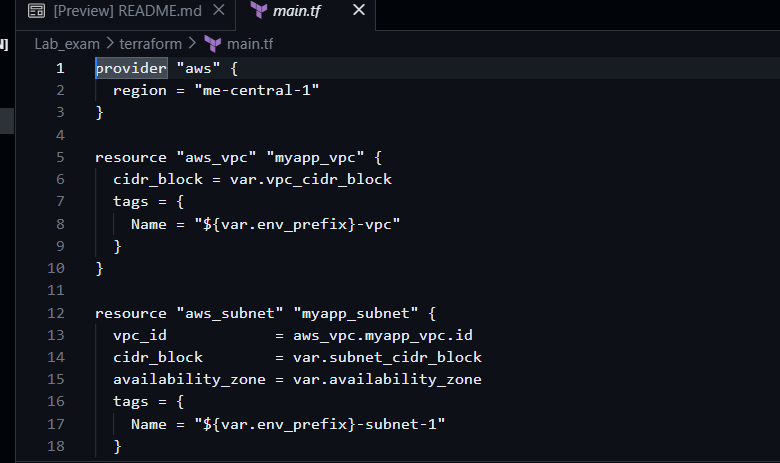 [Preview] README.md
main.tf
N]
Lab_exam > terraform > main.tf
1 provider "aws" {
2 region = "me-central-1"
3 }
4
5 resource "aws_vpc" "myapp_vpc" {
6 cidr_block = var.vpc_cidr_block
7 tags = {
8 Name = "${var.env_prefix}-vpc"
9 }
10 }
11
12 resource "aws_subnet" "myapp_subnet" {
13 vpc_id = aws_vpc.myapp_vpc.id
14 cidr_block = var.subnet_cidr_block
15 availability_zone = var.availability_zone
16 tags = {
17 Name = "${var.env_prefix}-subnet-1"
18 }